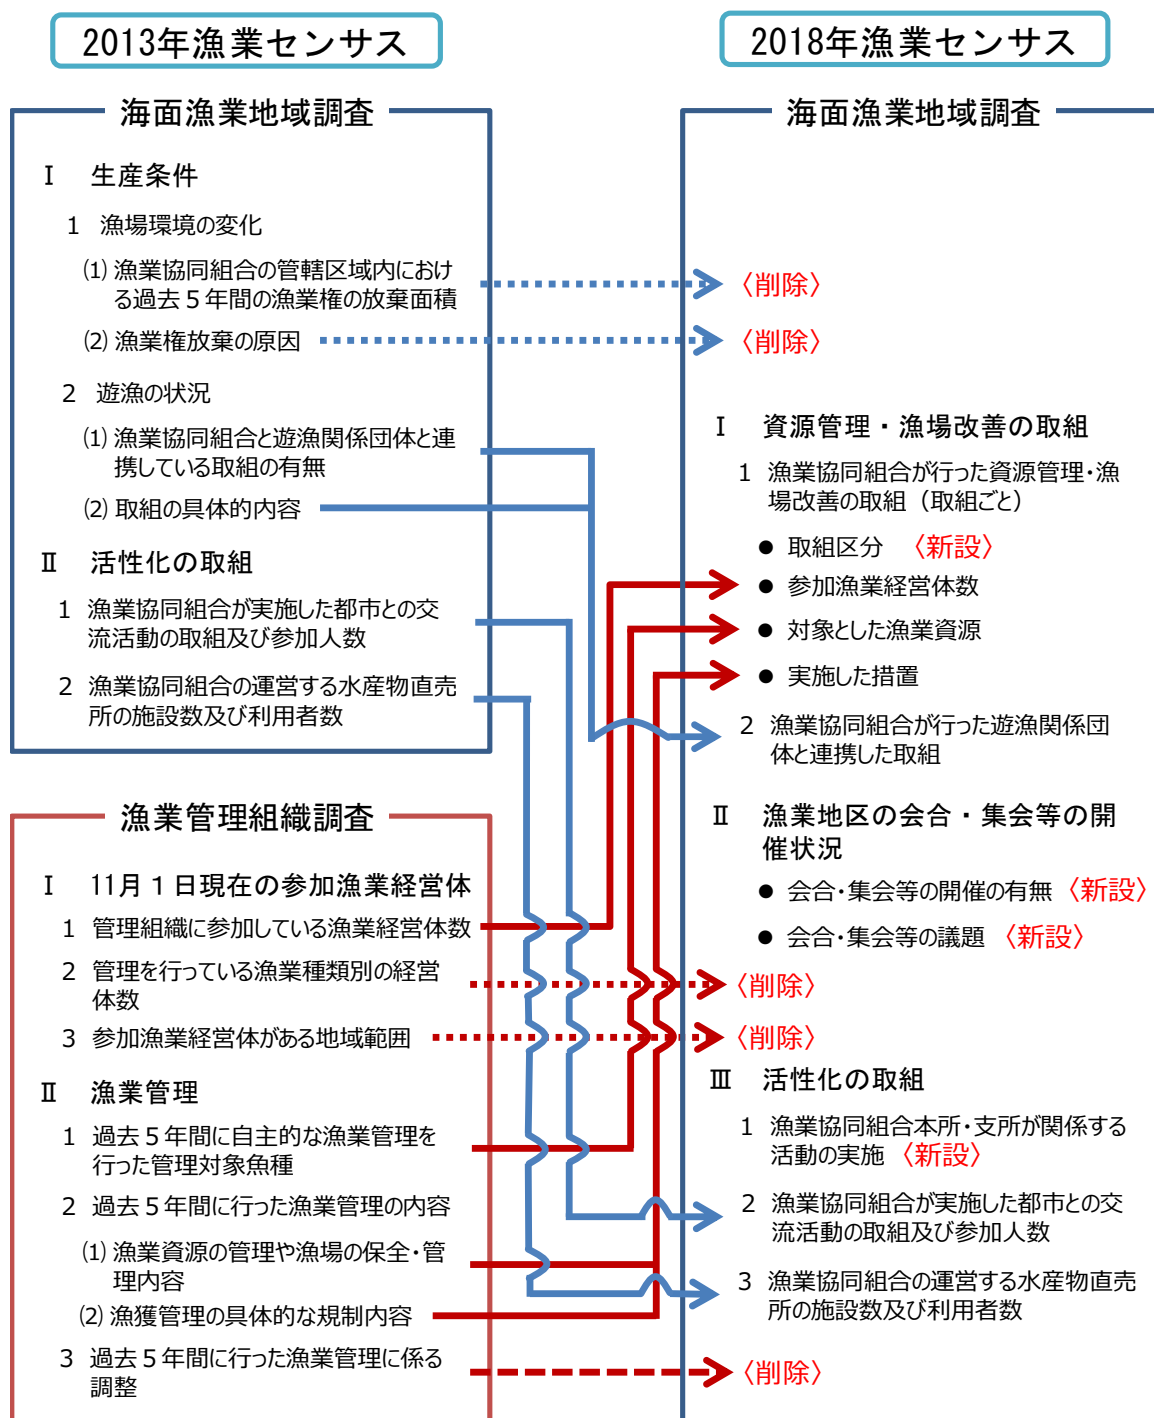 2013年漁業センサス
海面漁業地域調査
Ⅰ 生産条件
1 漁場環境の変化
⑴ 漁業協同組合の管轄区域内におけ
る過去５年間の漁業権の放棄面積
⑵ 漁業権放棄の原因
2 遊漁の状況
⑴ 漁業協同組合と遊漁関係団体と連
携している取組の有無
⑵ 取組の具体的内容
Ⅱ 活性化の取組
1 漁業協同組合が実施した都市との交
流活動の取組及び参加人数
2 漁業協同組合の運営する水産物直売
所の施設数及び利用者数
漁業管理組織調査
Ⅰ 11月１日現在の参加漁業経営体
1 管理組織に参加している漁業経営体数
2 管理を行っている漁業種類別の経営
体数
3 参加漁業経営体がある地域範囲
Ⅱ 漁業管理
1 過去５年間に自主的な漁業管理を
行った管理対象魚種
2 過去５年間に行った漁業管理の内容
⑴ 漁業資源の管理や漁場の保全・管
理内容
⑵ 漁獲管理の具体的な規制内容
3 過去５年間に行った漁業管理に係る
調整
2018年漁業センサス
海面漁業地域調査
〈削除〉
〈削除〉
Ⅰ 資源管理・漁場改善の取組
1 漁業協同組合が行った資源管理・漁
場改善の取組（取組ごと）
● 取組区分 〈新設〉
● 参加漁業経営体数
● 対象とした漁業資源
● 実施した措置
2 漁業協同組合が行った遊漁関係団
体と連携した取組
Ⅱ 漁業地区の会合・集会等の開
催状況
● 会合・集会等の開催の有無 〈新設〉
● 会合・集会等の議題 〈新設〉
〈削除〉
〈削除〉
Ⅲ 活性化の取組
1 漁業協同組合本所・支所が関係する
活動の実施 〈新設〉
2 漁業協同組合が実施した都市との交
流活動の取組及び参加人数
3 漁業協同組合の運営する水産物直売
所の施設数及び利用者数
〈削除〉